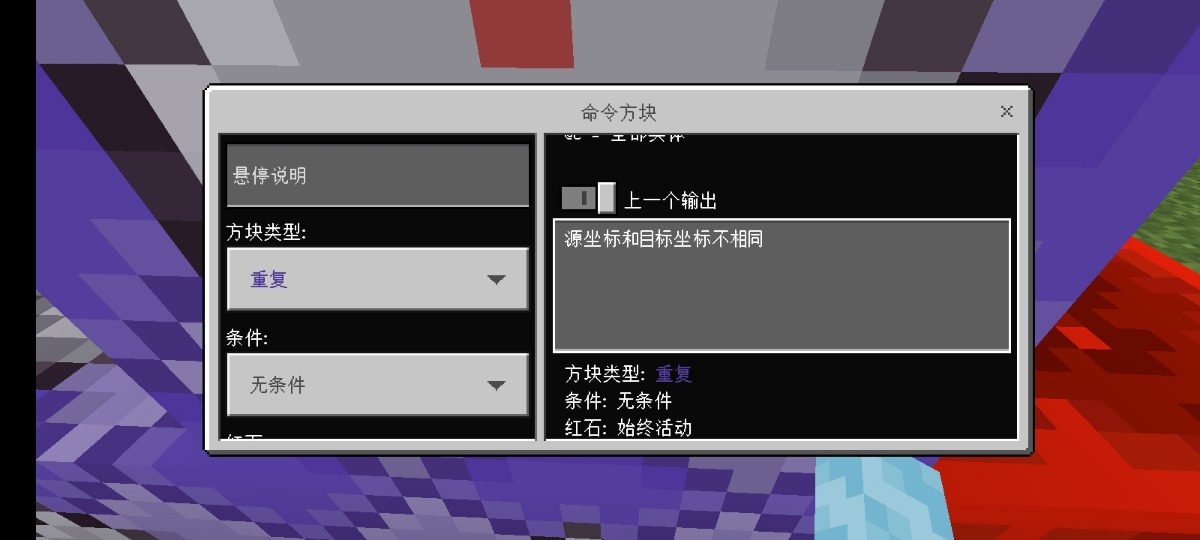 命令方块
悬停说明
方块类型:
重复
条件:
无条件
上一个输出
源坐标和目标坐标不相同
方块类型: 重复
条件: 无条件
红石: 始终活动